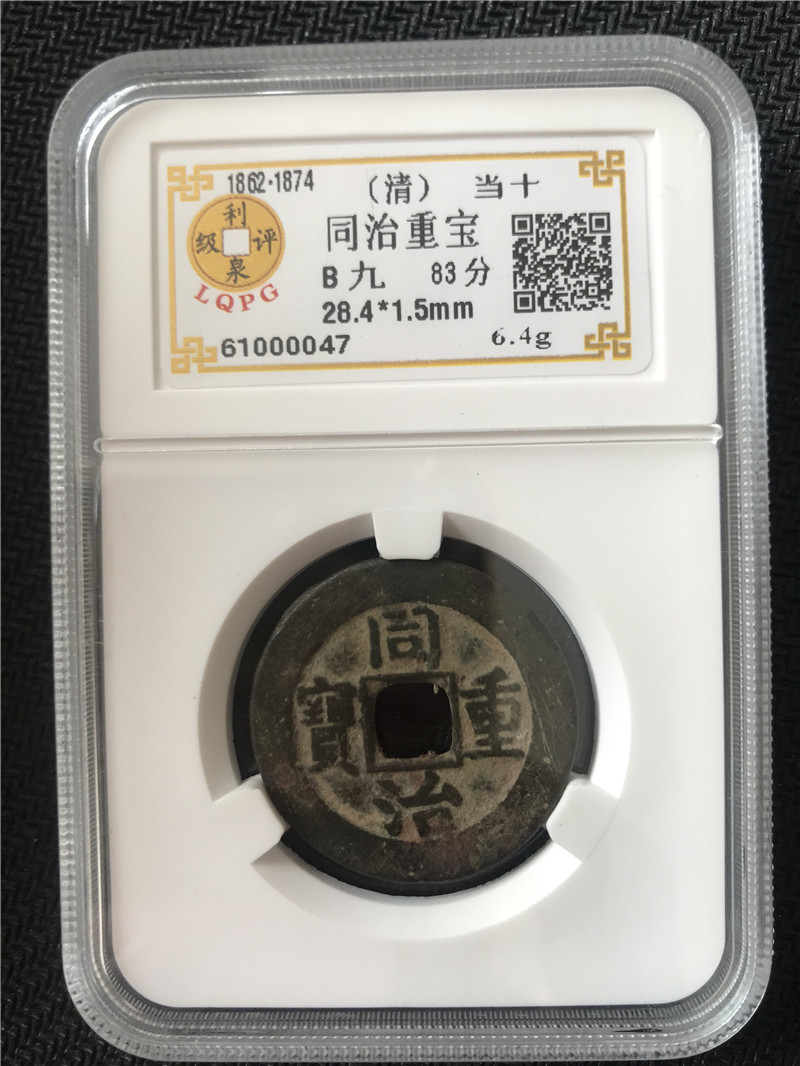 1862·1874 （清） 当十
利
级 评
泉
LQPG
同治重宝
B 九 83分
28.4*1.5mm
61000047 6.4g
同
寶 重
治